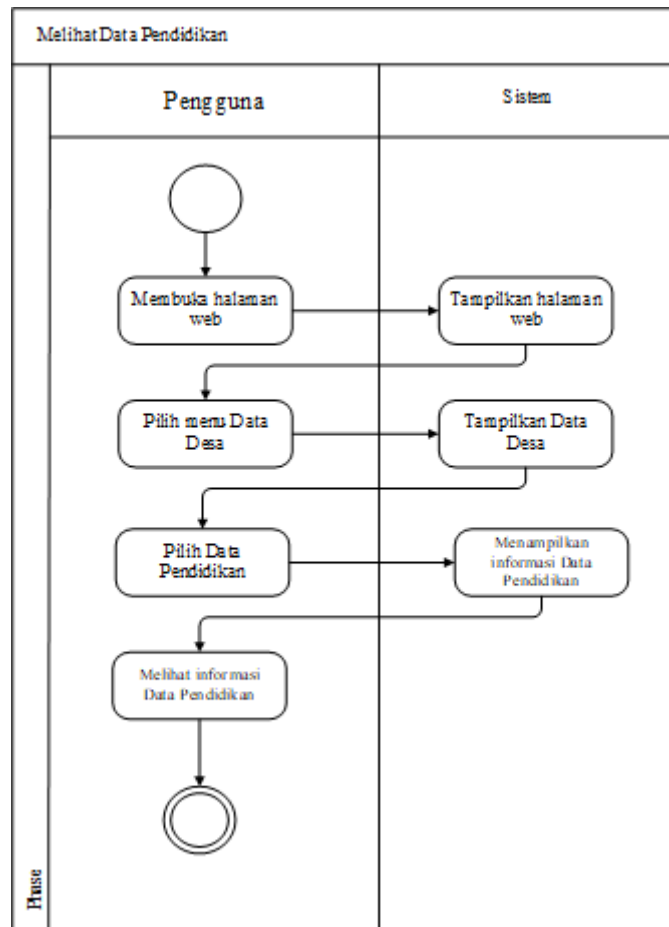 Melihat Data Pendidikan
Pengguna
Sistem
Membuka halaman
web
Tampilkan halaman
web
Pilih menu Data
Desa
Tampilkan Data
Desa
Pilih Data
Pendidikan
Menampilkan
informasi Data
Pendidikan
Melihat informasi
Data Pendidikan
Phase